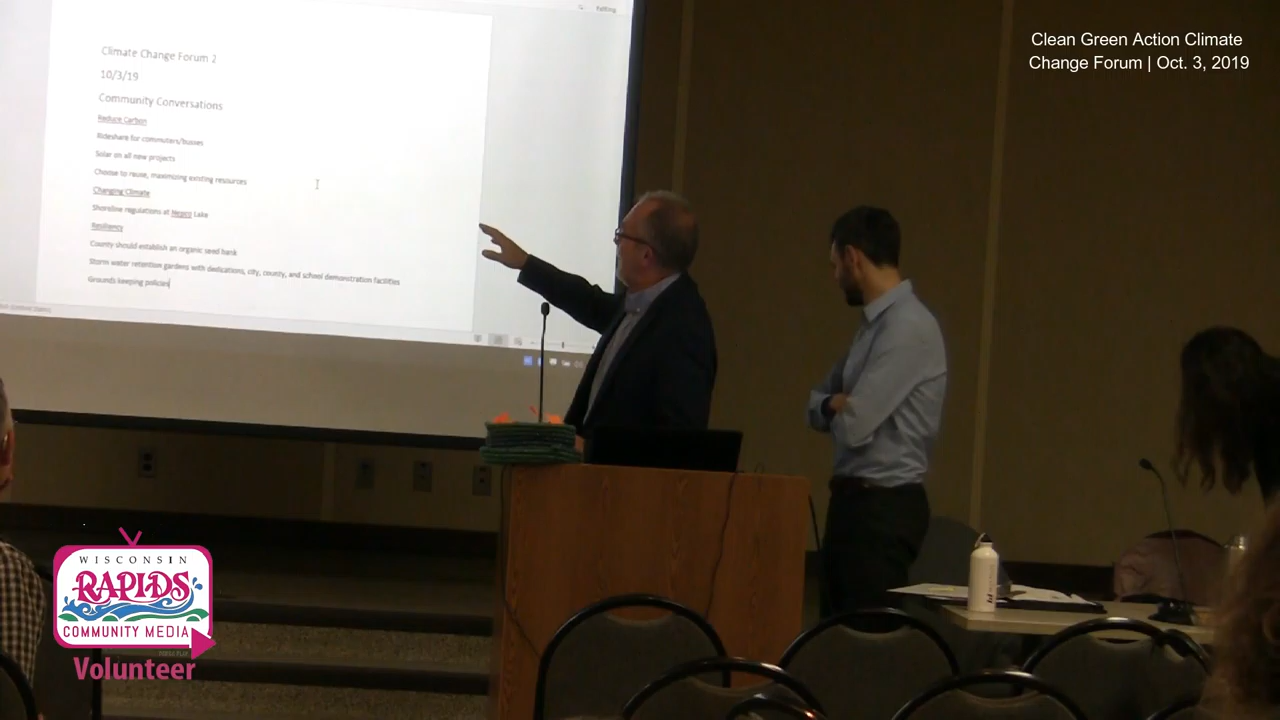 Editing
Climate Change Forum 2
10/3/19
Community Conversations
Reduce Carbon
Rideshare for commuters/busses
Solar on all new projects
Choose to reuse, maximizing existing resources
Changing Climate
Shoreline regulations at Nepco Lake
Resiliency
County should establish an organic seed bank
Storm water retention gardens with dedications, city, county, and school demonstration facilities
Grounds keeping policies
Clean Green Action Climate
Change Forum | Oct. 3, 2019
WISCONSIN
RAPIDS
COMMUNITY MEDIA
Volunteer